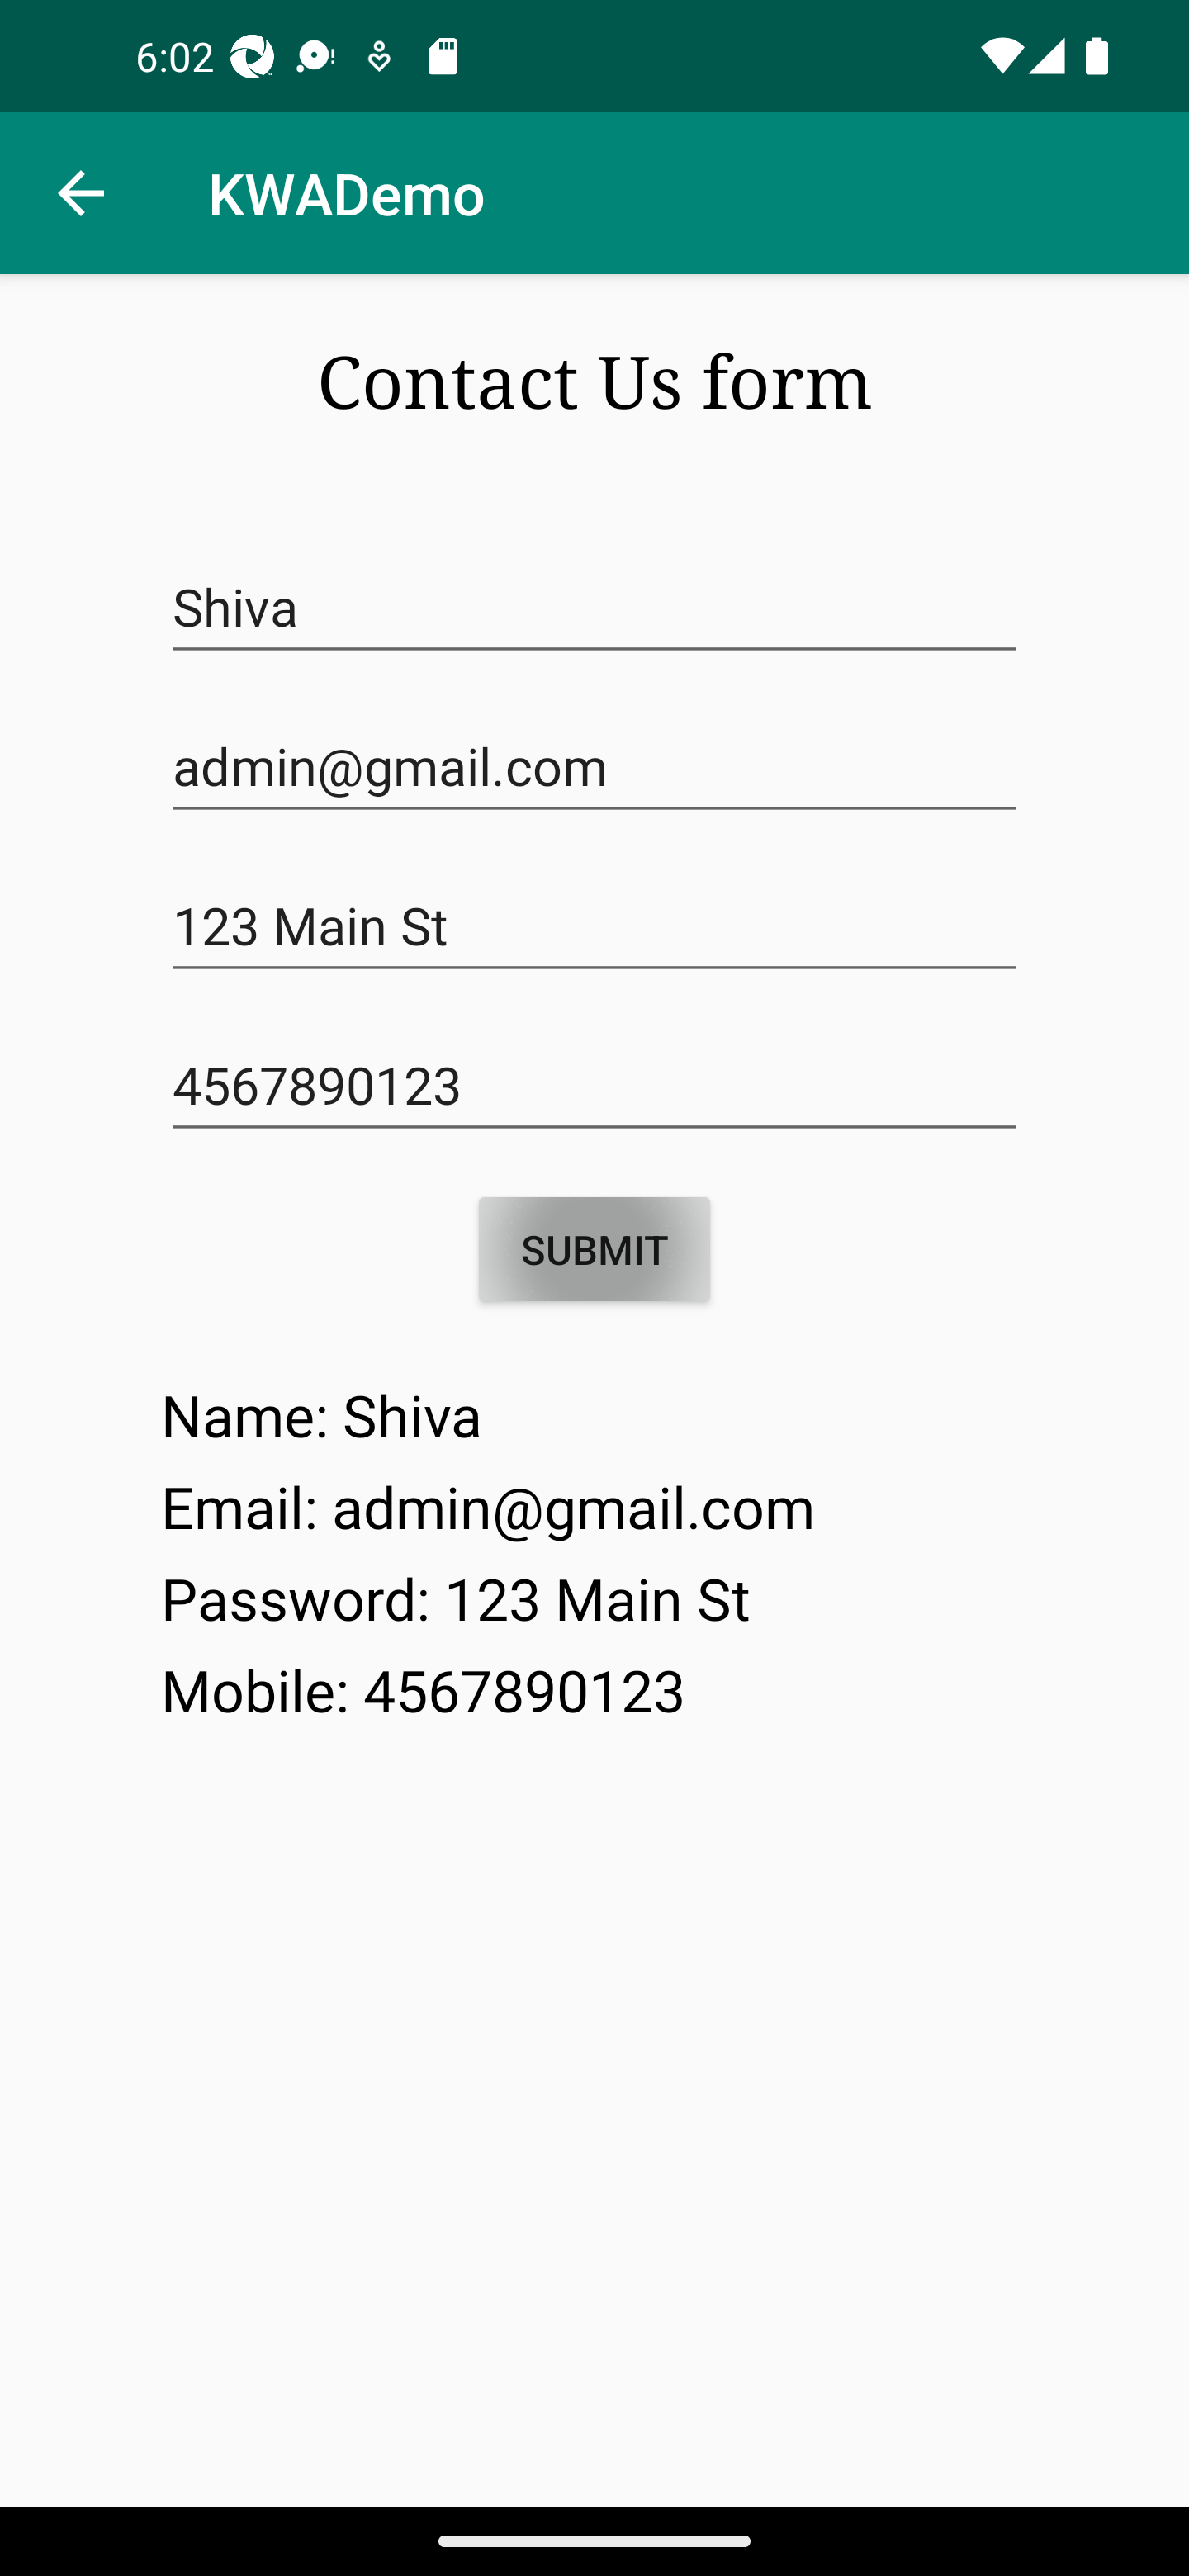 6:02
KWADemo
Contact Us form
Shiva
admin@gmail.com
123 Main St
4567890123
SUBMIT
Name: Shiva
Email: admin@gmail.com
Password: 123 Main St
Mobile: 4567890123